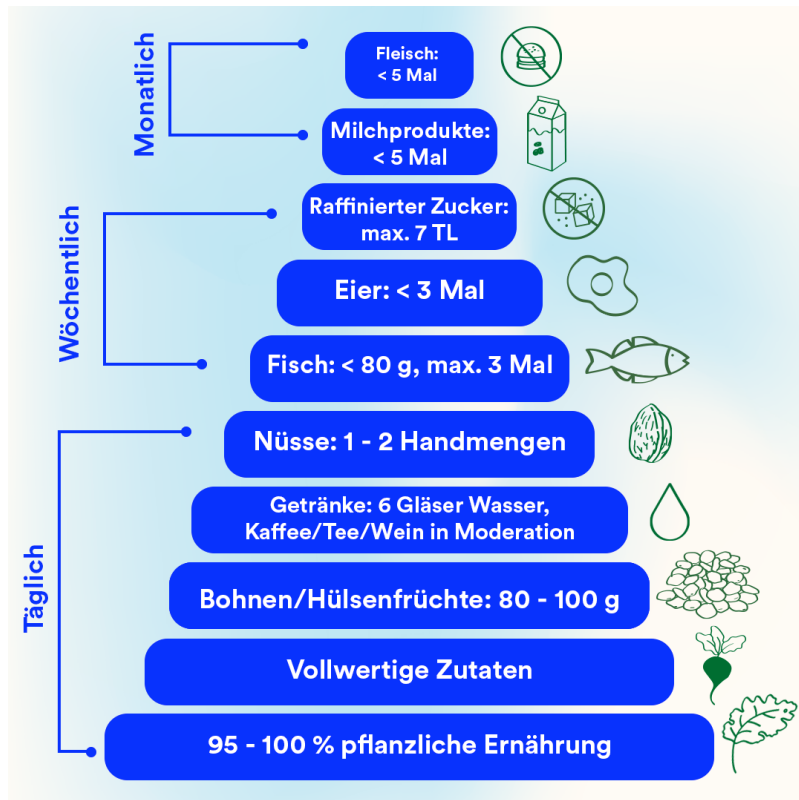 Monatlich
Fleisch:
< 5 Mal
Milchprodukte:
< 5 Mal
Wöchentlich
Raffinierter Zucker:
max. 7 TL
Eier: < 3 Mal
Fisch: < 80 g, max. 3 Mal
Täglich
Nüsse: 1 - 2 Handmengen
Getränke: 6 Gläser Wasser,
Kaffee/Tee/Wein in Moderation
Bohnen/Hülsenfrüchte: 80 - 100 g
Vollwertige Zutaten
95 - 100 % pflanzliche Ernährung